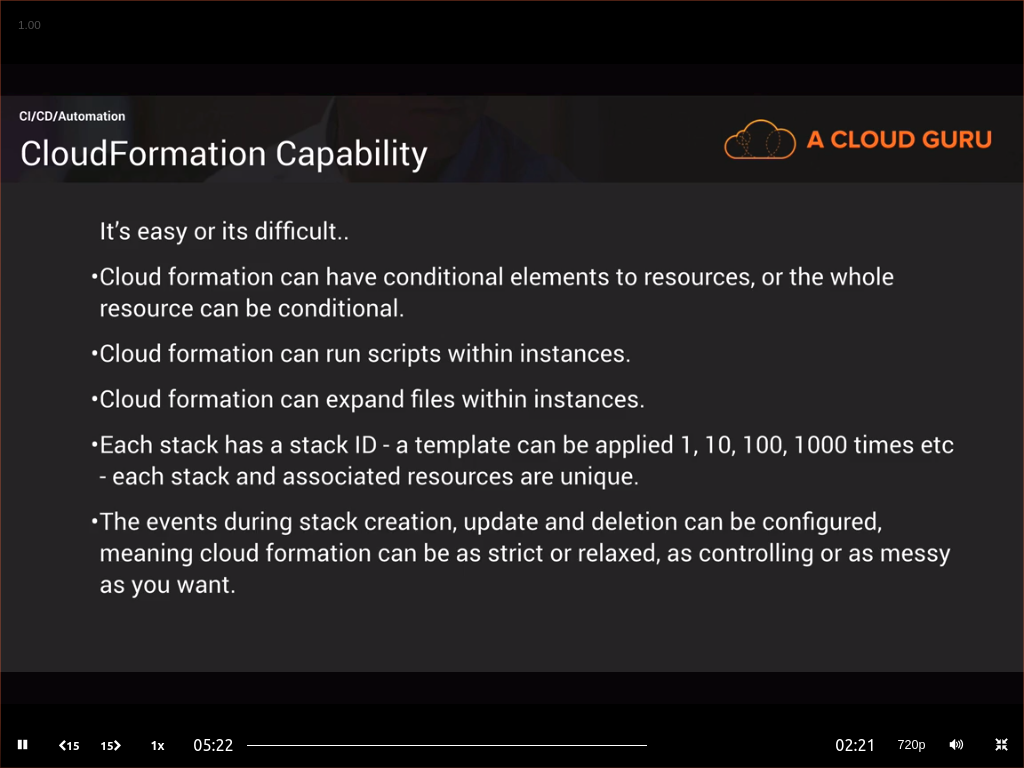 1.00
CI/CD/Automation
CloudFormation Capability
A CLOUD GURU
It’s easy or its difficult..
•Cloud formation can have conditional elements to resources, or the whole
resource can be conditional.
•Cloud formation can run scripts within instances.
•Cloud formation can expand files within instances.
•Each stack has a stack ID - a template can be applied 1, 10, 100, 1000 times etc
- each stack and associated resources are unique.
•The events during stack creation, update and deletion can be configured,
meaning cloud formation can be as strict or relaxed, as controlling or as messy
as you want.
15 15 1x 05:22 02:21 720p